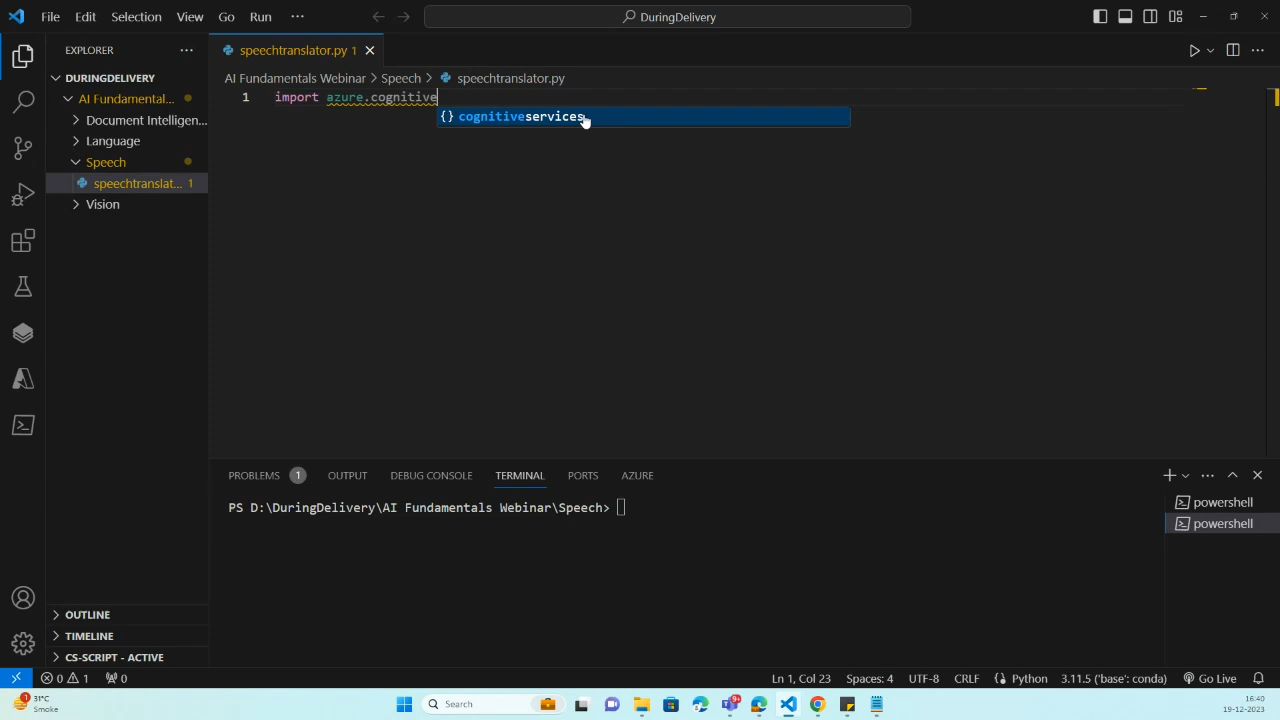 File Edit Selection View Go Run ··· DuringDelivery
EXPLORER ···
speechtranslator.py 1
DURINGDELIVERY
AI Fundamentals Webinar > Speech > speechtranslator.py
AI Fundamental...
1 import azure.cognitive
Document Intelligen...
{} cognitiveservices
Language
Speech
speechtranslat... 1
Vision
PROBLEMS 1 OUTPUT DEBUG CONSOLE TERMINAL PORTS AZURE
PS D:\DuringDelivery\AI Fundamentals Webinar\Speech>
powershell
powershell
OUTLINE
TIMELINE
CS-SCRIPT - ACTIVE
0 1 0 Ln 1, Col 23 Spaces: 4 UTF-8 CRLF Python 3.11.5 ('base': conda) Go Live
1 31°C
Smoke
Search
9+
16:40
19-12-2023